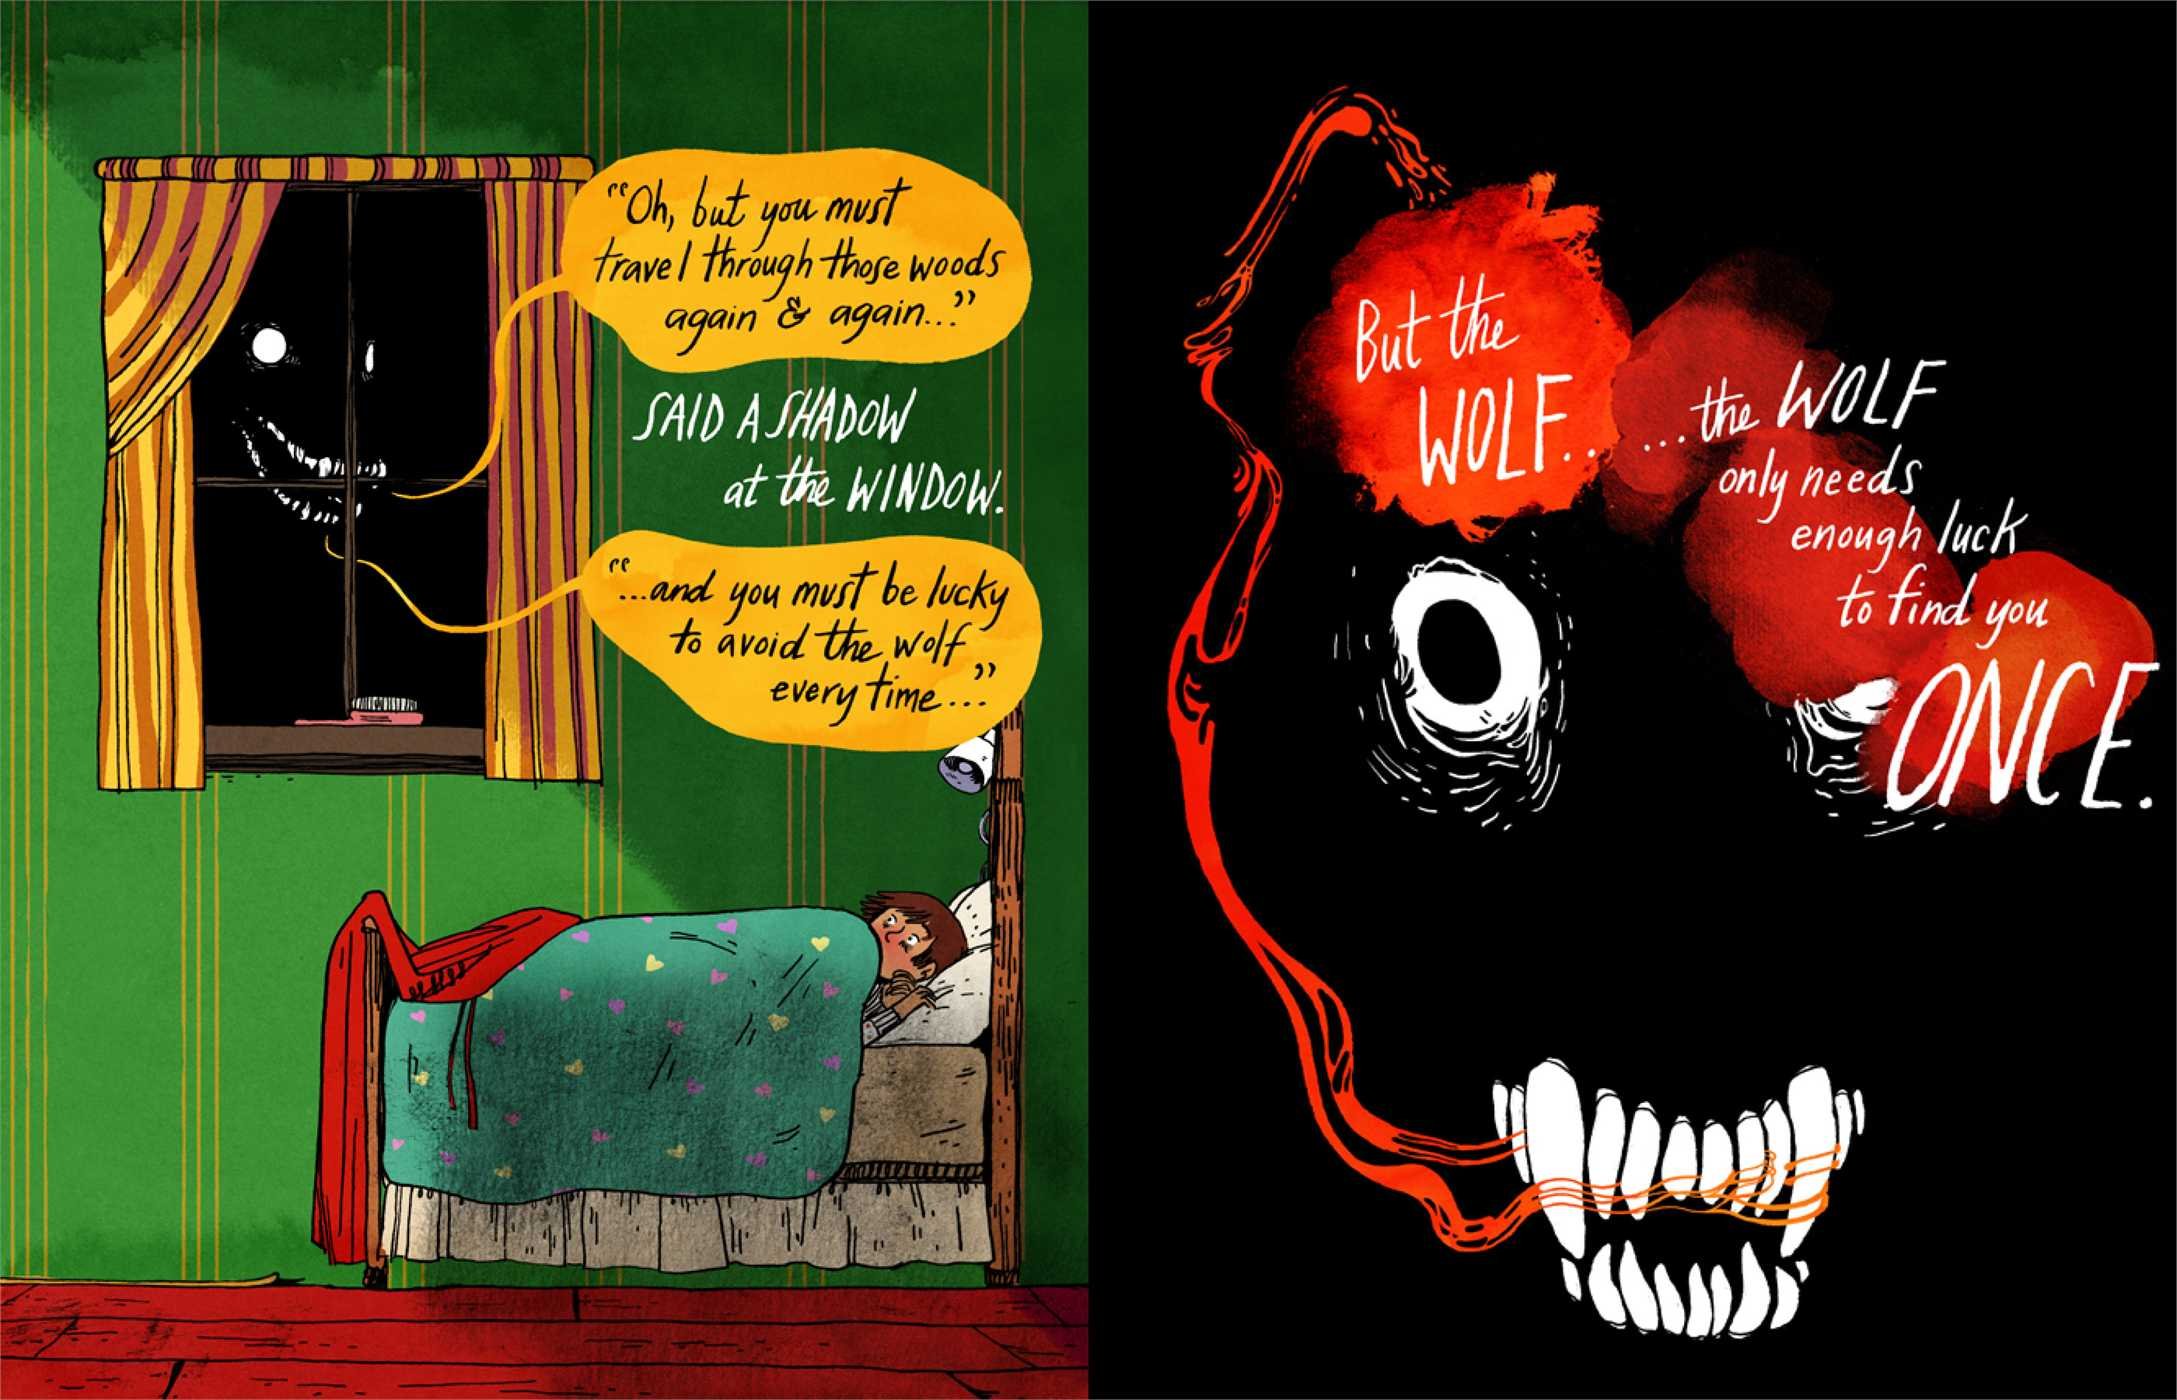 “Oh, but you must
travel through those woods
again & again...”
SAID A SHADOW
at the WINDOW.
“...and you must be lucky
to avoid the wolf
every time...”
But the
WOLF...
...the WOLF
only needs
enough luck
to find you
ONCE.